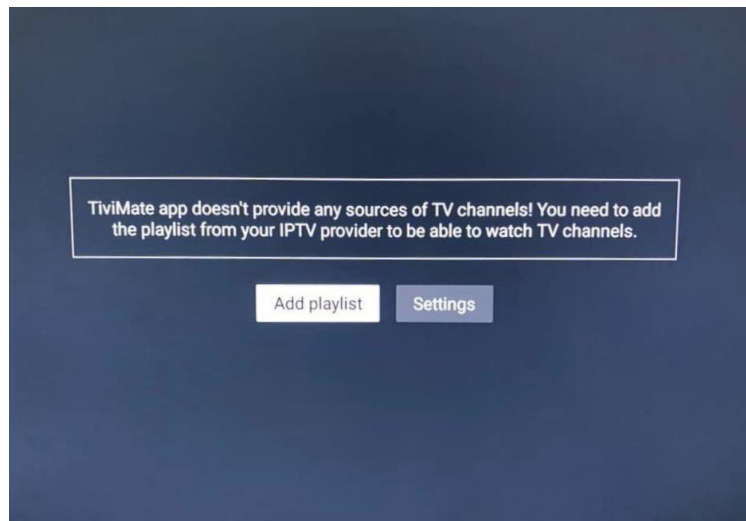 TiviMate app doesn't provide any sources of TV channels! You need to add
the playlist from your IPTV provider to be able to watch TV channels.
Add playlist
Settings